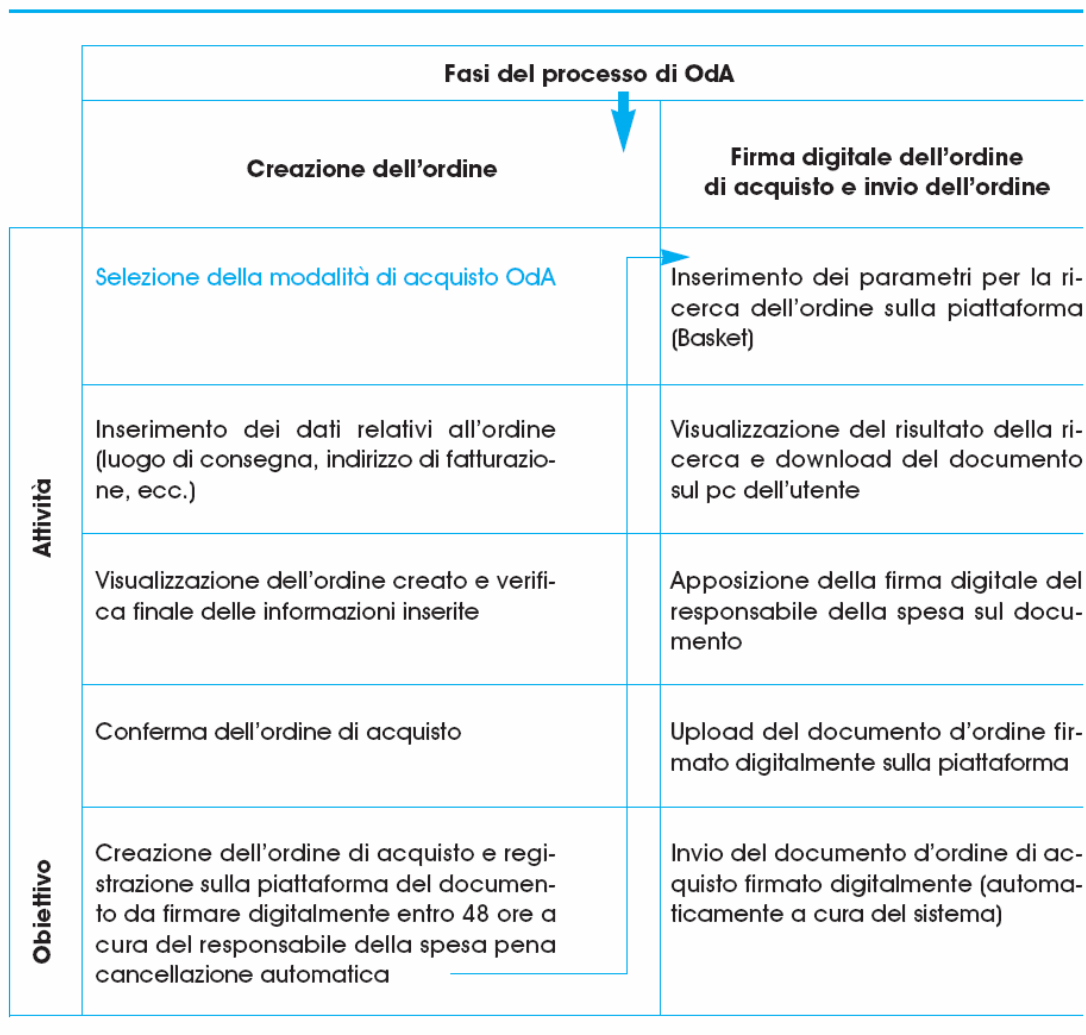 Fasi del processo di OdA
Creazione dell'ordine
Firma digitale dell'ordine
di acquisto e invio dell'ordine
Attività
Selezione della modalità di acquisto OdA
Inserimento dei parametri per la ri-
cerca dell'ordine sulla piattaforma
(Basket)
Inserimento dei dati relativi all'ordine
(luogo di consegna, indirizzo di fatturazio-
ne, ecc.)
Visualizzazione del risultato della ri-
cerca e download del documento
sul pc dell'utente
Visualizzazione dell'ordine creato e verifi-
ca finale delle informazioni inserite
Apposizione della firma digitale del
responsabile della spesa sul docu-
mento
Conferma dell'ordine di acquisto
Upload del documento d'ordine fir-
mato digitalmente sulla piattaforma
Obiettivo
Creazione dell'ordine di acquisto e regi-
strazione sulla piattaforma del documen-
to da firmare digitalmente entro 48 ore a
cura del responsabile della spesa pena
cancellazione automatica
Invio del documento d'ordine di ac-
quisto firmato digitalmente (automa-
ticamente a cura del sistema)